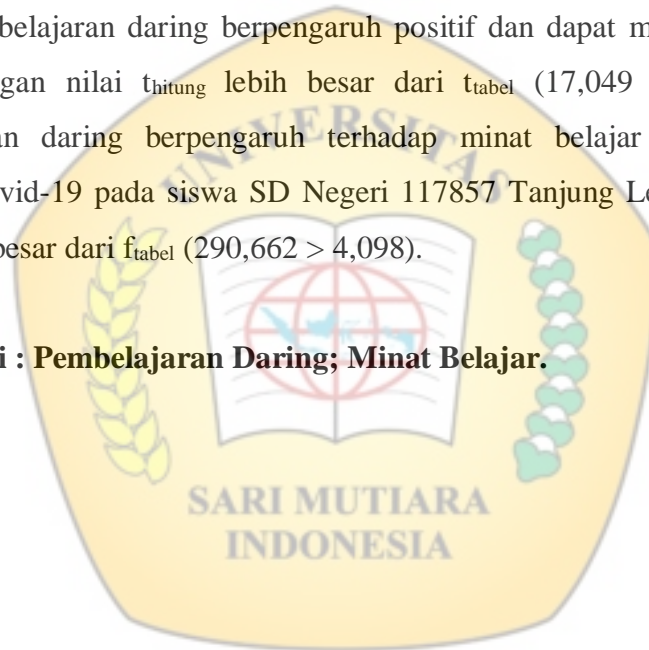 belajaran daring berpengaruh positif dan dapat m
gan nilai thitung lebih besar dari ttabel (17,049
n daring berpengaruh terhadap minat belajar
vid-19 pada siswa SD Negeri 117857 Tanjung Le
besar dari ftabel (290,662 > 4,098).
i : Pembelajaran Daring; Minat Belajar.
UNIVERSITAS
SARI MUTIARA
INDONESIA